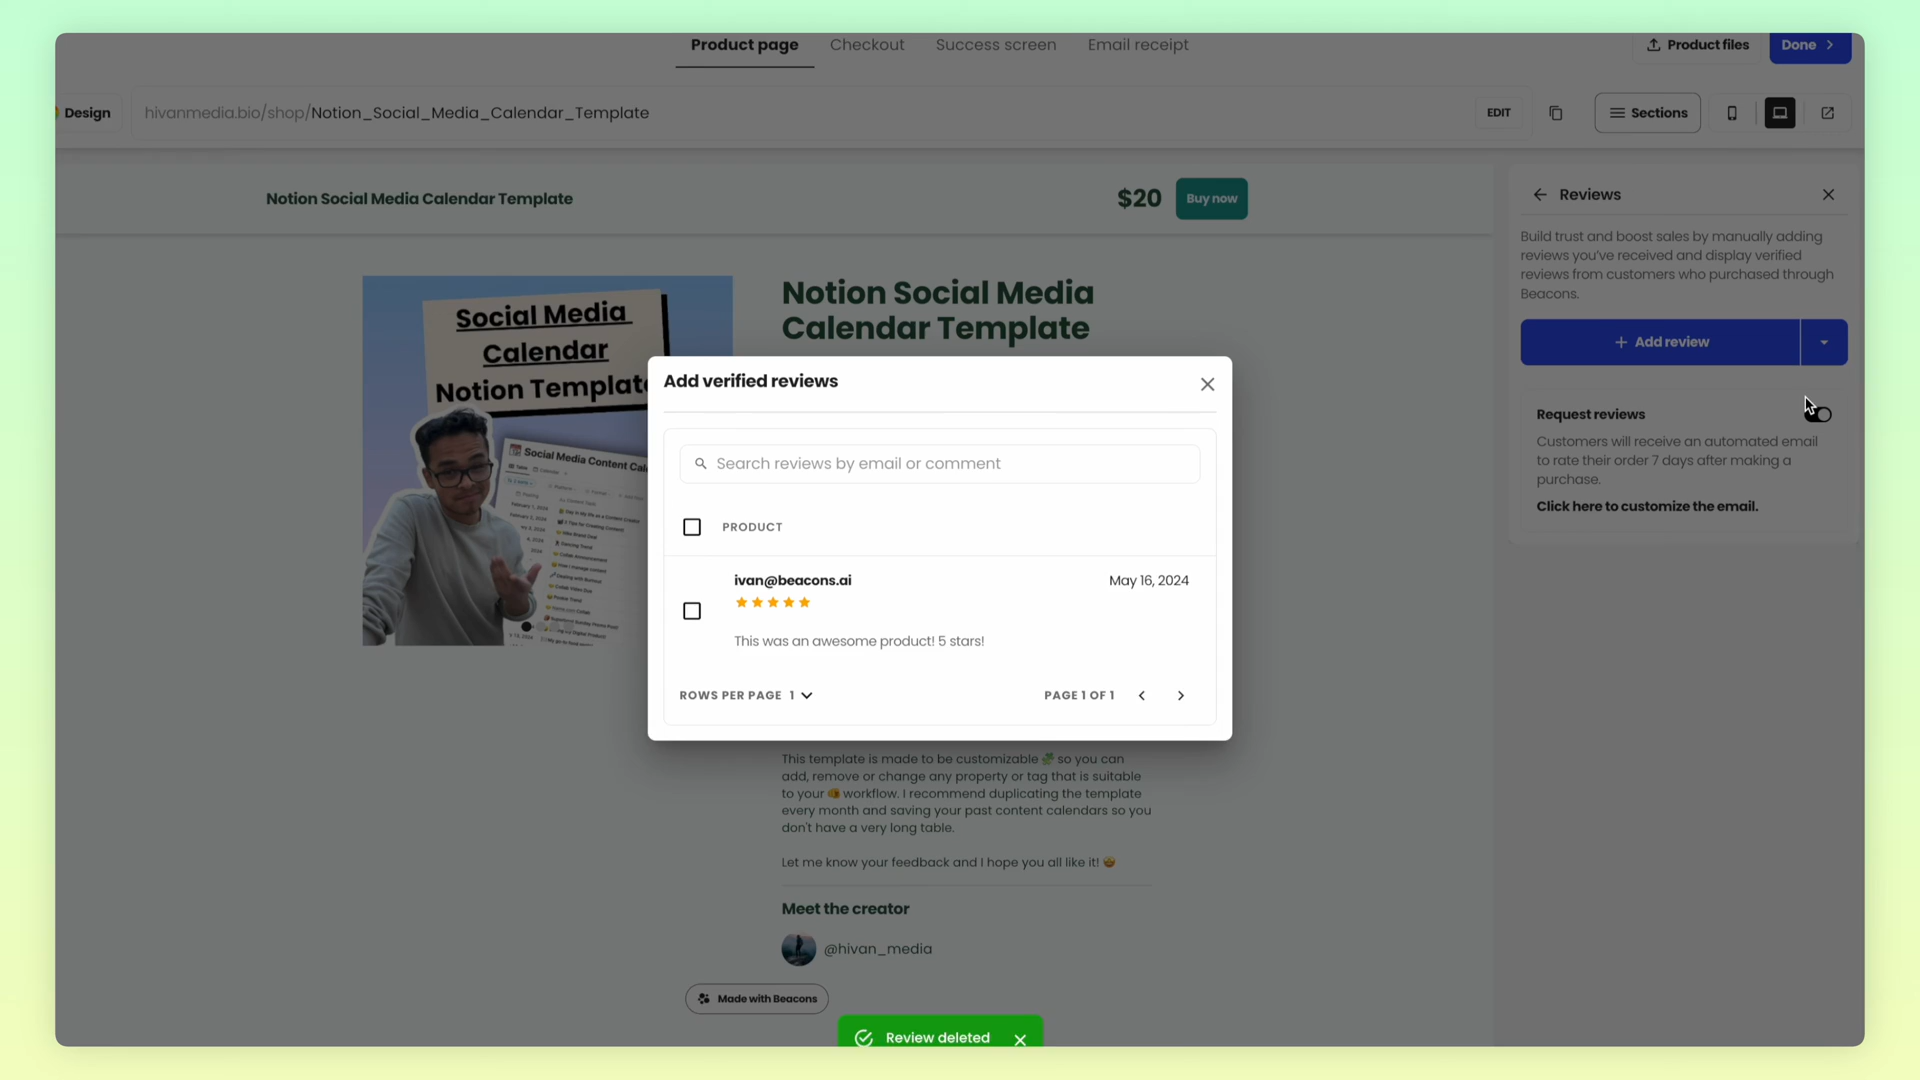 Product page
Checkout
Success screen
Email receipt
Product files
Done
Design
hivanmedia.bio/shop/Notion_Social_Media_Calendar_Template
EDIT
Sections
Notion Social Media Calendar Template
$20
Buy now
Reviews
Build trust and boost sales by manually adding
reviews you've received and display verified
reviews from customers who purchased through
Beacons.
Add review
Request reviews
Customers will receive an automated email
to rate their order 7 days after making a
purchase.
Click here to customize the email.
Social Media
Calendar
Notion Template
Social Media Content Cal
Notion Social Media
Calendar Template
Add verified reviews
Search reviews by email or comment
PRODUCT
ivan@beacons.ai
May 16, 2024
This was an awesome product! 5 stars!
ROWS PER PAGE 1
PAGE 1 OF 1
This template is made to be customizable 🧩 so you can
add, remove or change any property or tag that is suitable
to your 🫵 workflow. I recommend duplicating the template
every month and saving your past content calendars so you
don't have a very long table.
Let me know your feedback and I hope you all like it! 🤩
Meet the creator
@hivan_media
Made with Beacons
Review deleted